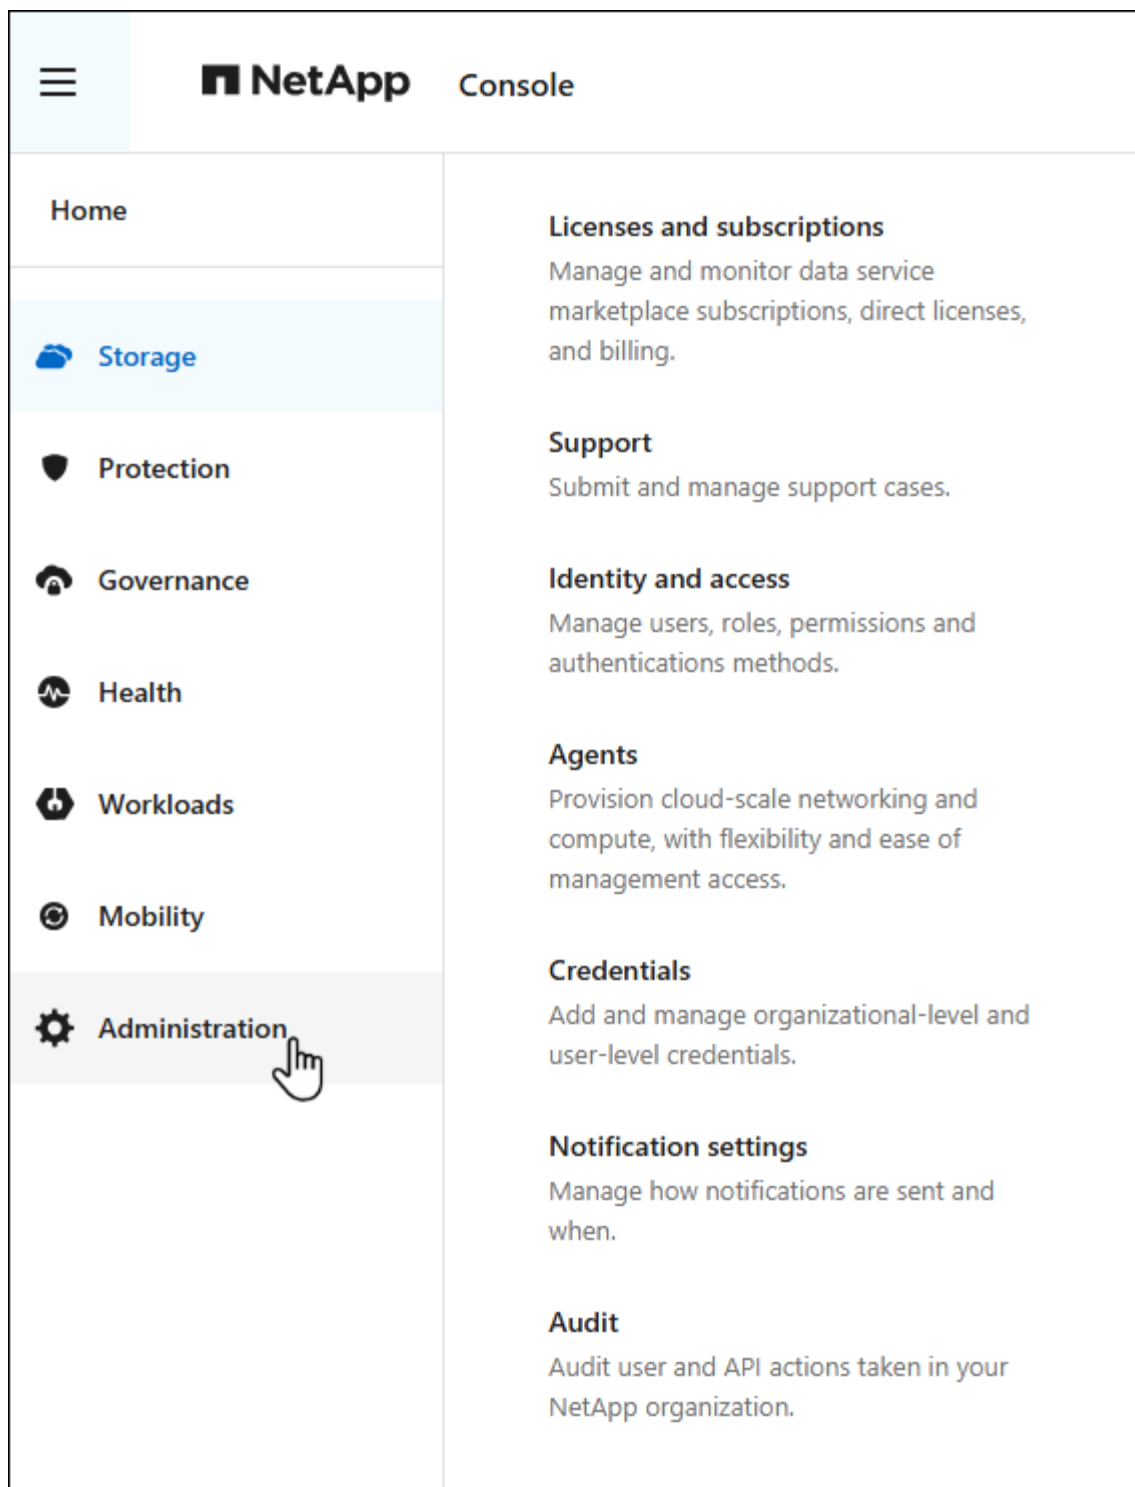 NetApp Console
Home
Storage
Protection
Governance
Health
Workloads
Mobility
Administration
Licenses and subscriptions
Manage and monitor data service
marketplace subscriptions, direct licenses,
and billing.
Support
Submit and manage support cases.
Identity and access
Manage users, roles, permissions and
authentications methods.
Agents
Provision cloud-scale networking and
compute, with flexibility and ease of
management access.
Credentials
Add and manage organizational-level and
user-level credentials.
Notification settings
Manage how notifications are sent and
when.
Audit
Audit user and API actions taken in your
NetApp organization.